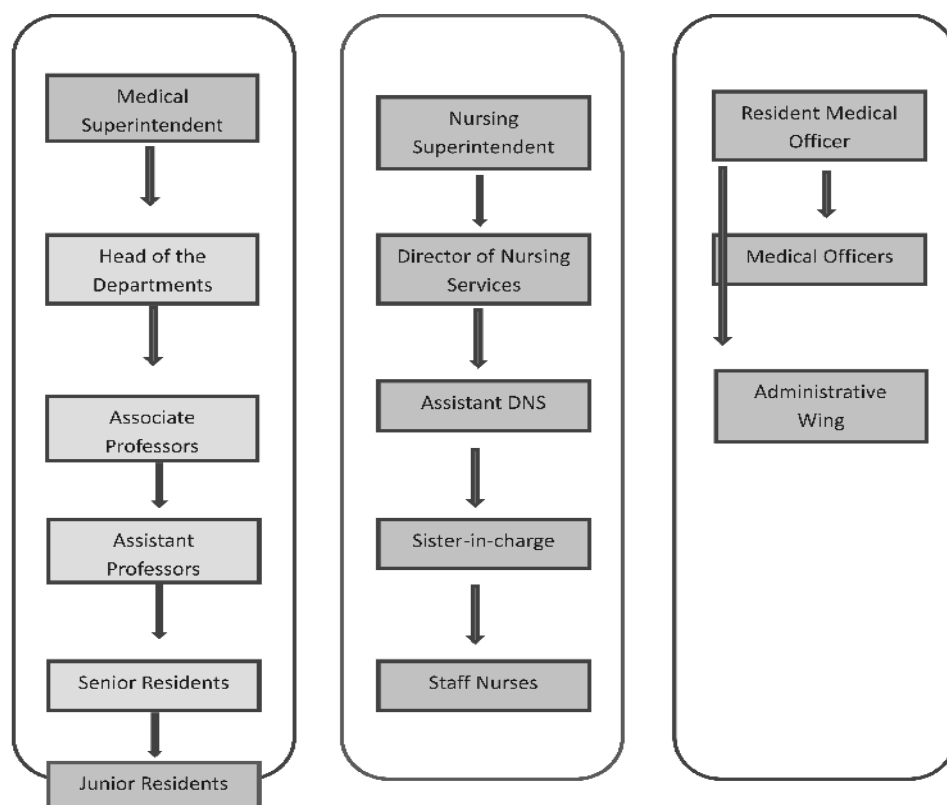 Medical
Superintendent
Head of the
Departments
Associate
Professors
Assistant
Professors
Senior Residents
Junior Residents
Nursing
Superintendent
Director of Nursing
Services
Assistant DNS
Sister-in-charge
Staff Nurses
Resident Medical
Officer
Medical Officers
Administrative
Wing